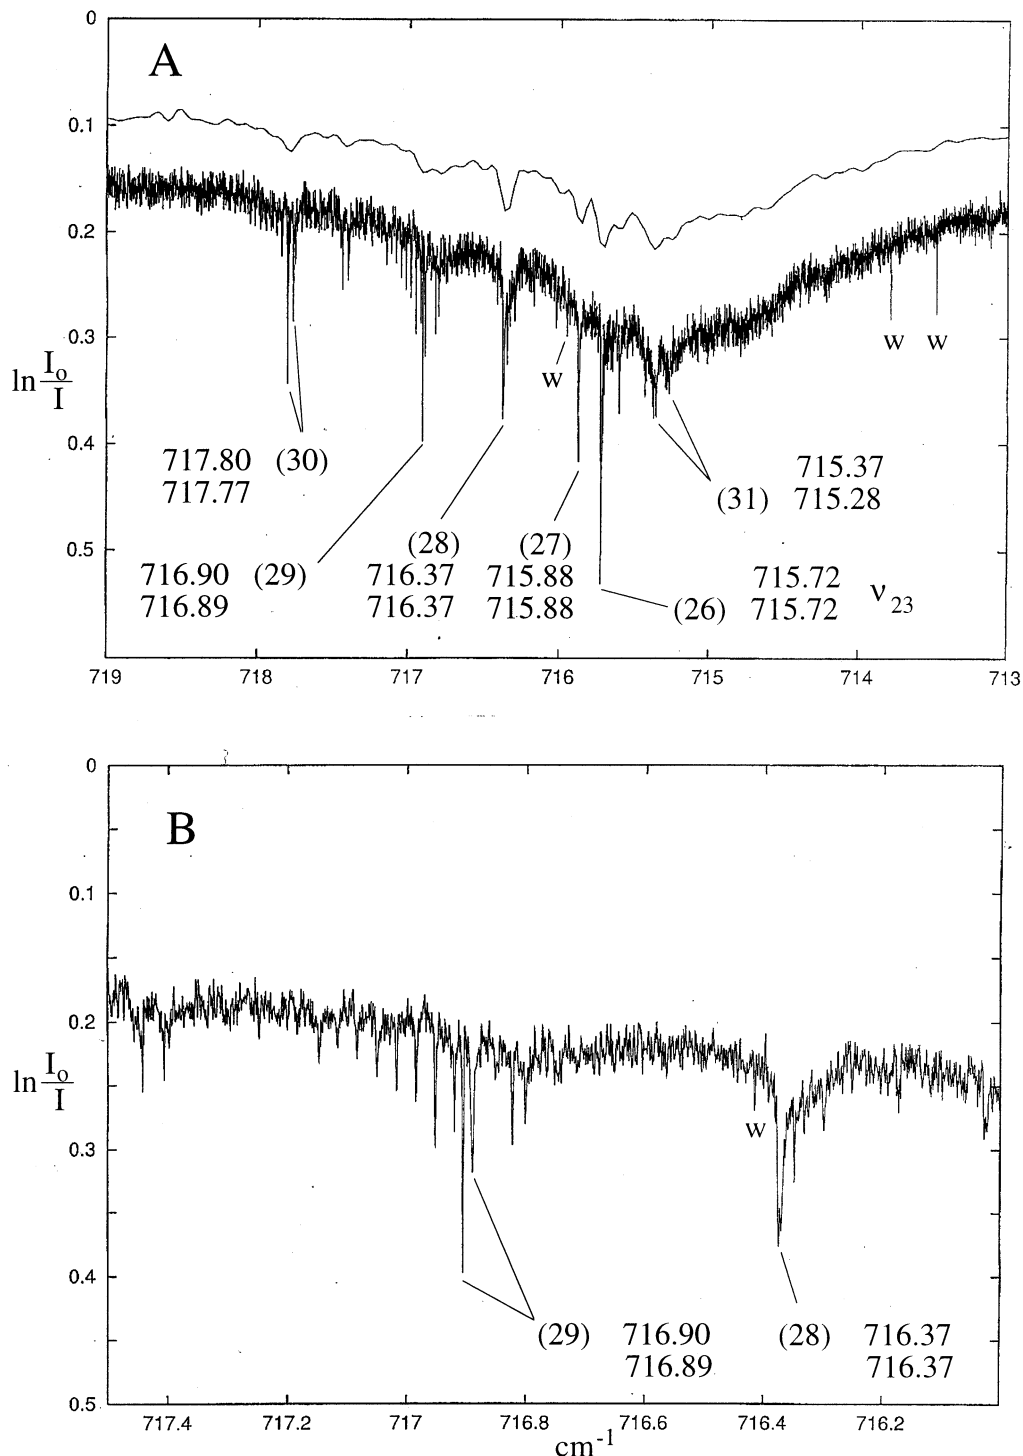 0
A
0.1
0.2
0.3
ln I₀/I
w
w w
0.4
717.80 (30)
717.77
715.37
(31) 715.28
0.5
(28) (27)
716.90 (29) 716.37 715.88 715.72
716.89 716.37 715.88 (26) 715.72 ν₂₃
719 718 717 716 715 714 713
0
B
0.1
0.2
ln I₀/I
w
0.3
0.4
(29) 716.90 (28) 716.37
716.89 716.37
0.5
717.4 717.2 717 716.8 716.6 716.4 716.2
cm⁻¹